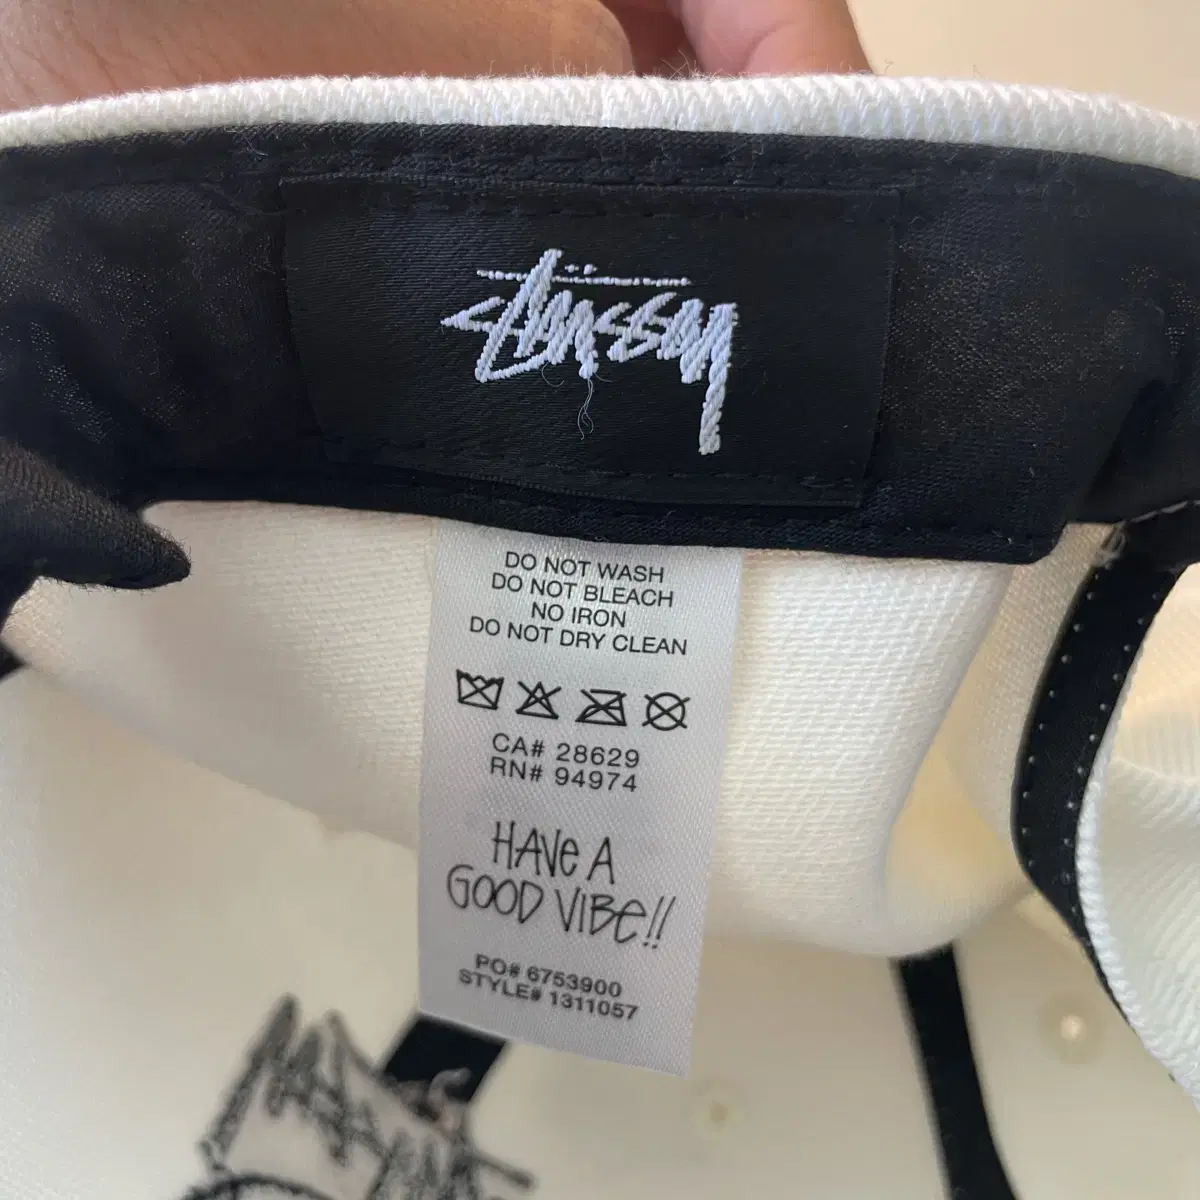 Stüssy
DO NOT WASH
DO NOT BLEACH
NO IRON
DO NOT DRY CLEAN
CA# 28629
RN# 94974
HAVe A
GOOD VIBe!!
PO# 6753900
STYLE# 1311057